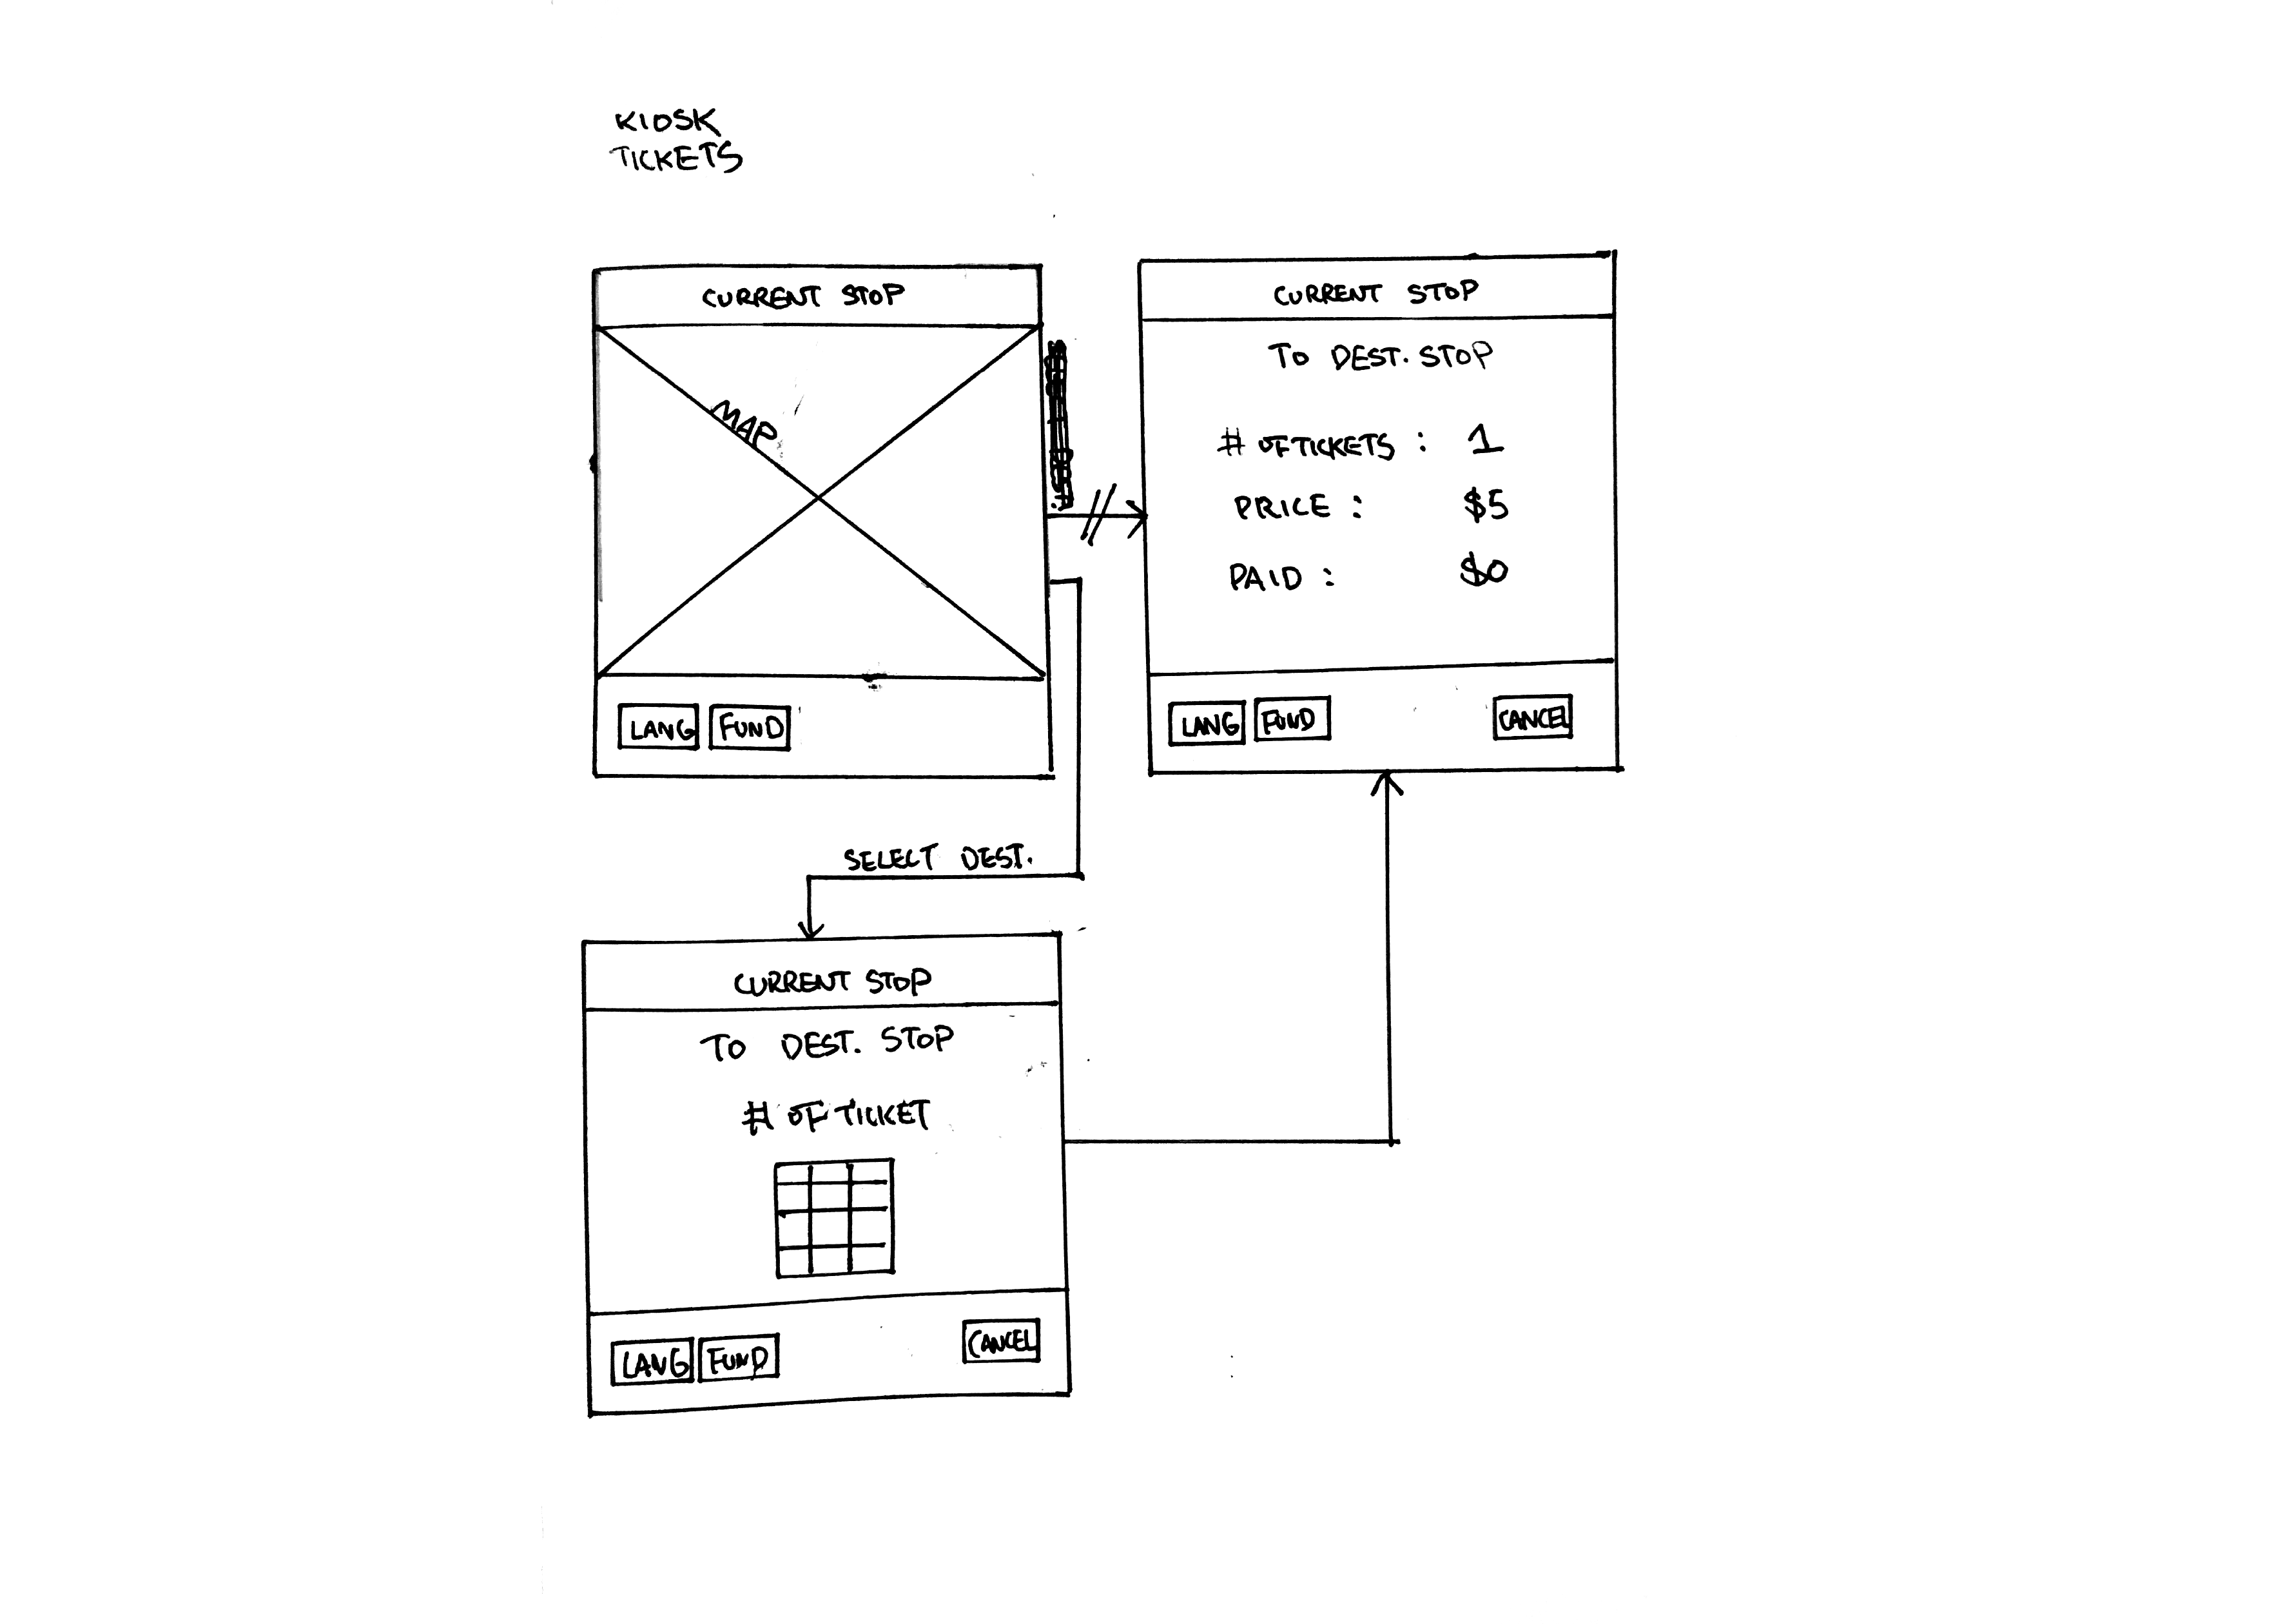 KIOSK
TICKETS
CURRENT STOP
MAP
LANG FUND
CURRENT STOP
TO DEST. STOP
# OF TICKETS : 1
PRICE : $5
PAID : $0
LANG FUND CANCEL
SELECT DEST.
CURRENT STOP
TO DEST. STOP
# OF TICKET
LANG FUND CANCEL